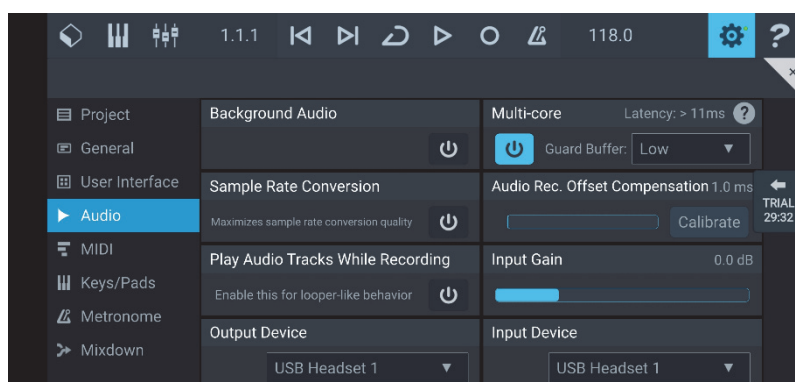 1.1.1 118.0 ?
×
Project
General
User Interface
Audio
MIDI
Keys/Pads
Metronome
Mixdown
Background Audio
Sample Rate Conversion
Maximizes sample rate conversion quality
Play Audio Tracks While Recording
Enable this for looper-like behavior
Output Device
USB Headset 1
Multi-core Latency: > 11ms ?
Guard Buffer: Low
Audio Rec. Offset Compensation 1.0 ms
Calibrate
Input Gain 0.0 dB
Input Device
USB Headset 1
TRIAL
29:32